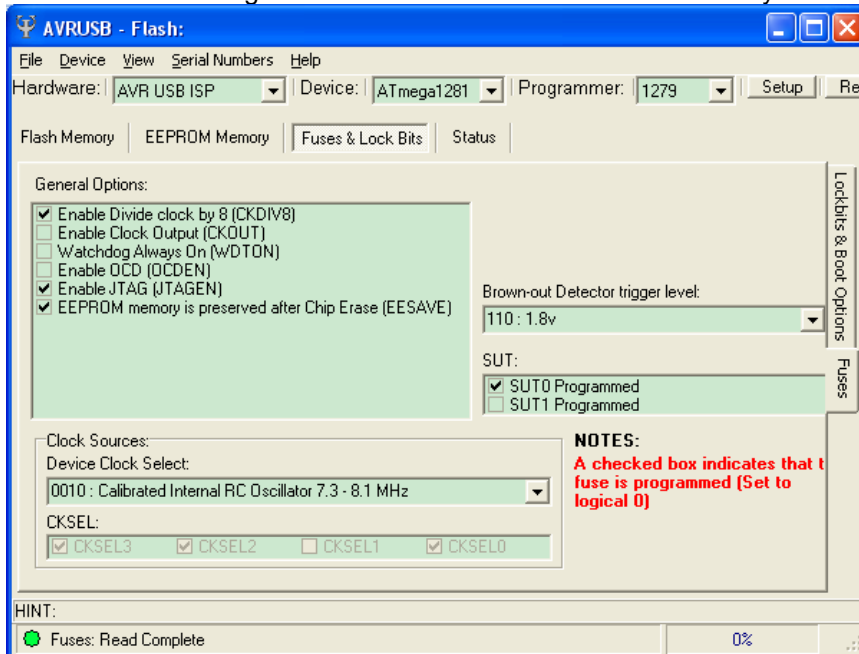 AVRUSB - Flash:
File Device View Serial Numbers Help
Hardware: AVR USB ISP Device: ATmega1281 Programmer: 1279 Setup Re
Flash Memory EEPROM Memory Fuses & Lock Bits Status
General Options:
Enable Divide clock by 8 (CKDIV8)
Enable Clock Output (CKOUT)
Watchdog Always On (WDTON)
Enable OCD (OCDEN)
Enable JTAG (JTAGEN)
EEPROM memory is preserved after Chip Erase (EESAVE)
Brown-out Detector trigger level:
110 : 1.8v
SUT:
SUT0 Programmed
SUT1 Programmed
Lockbits & Boot Options
Fuses
Clock Sources:
Device Clock Select:
0010 : Calibrated Internal RC Oscillator 7.3 - 8.1 MHz
CKSEL:
CKSEL3 CKSEL2 CKSEL1 CKSEL0
NOTES:
A checked box indicates that t
fuse is programmed (Set to
logical 0)
HINT:
Fuses: Read Complete 0%